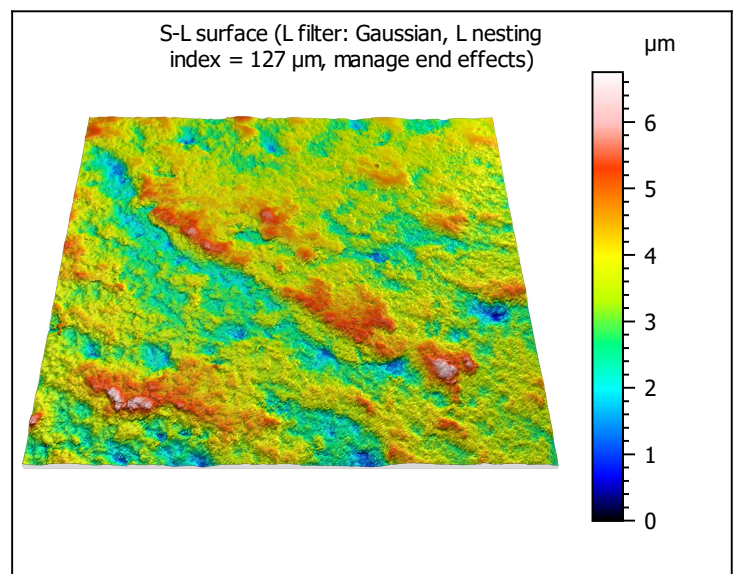 S-L surface (L filter: Gaussian, L nesting
index = 127 µm, manage end effects)
µm
6
5
4
3
2
1
0